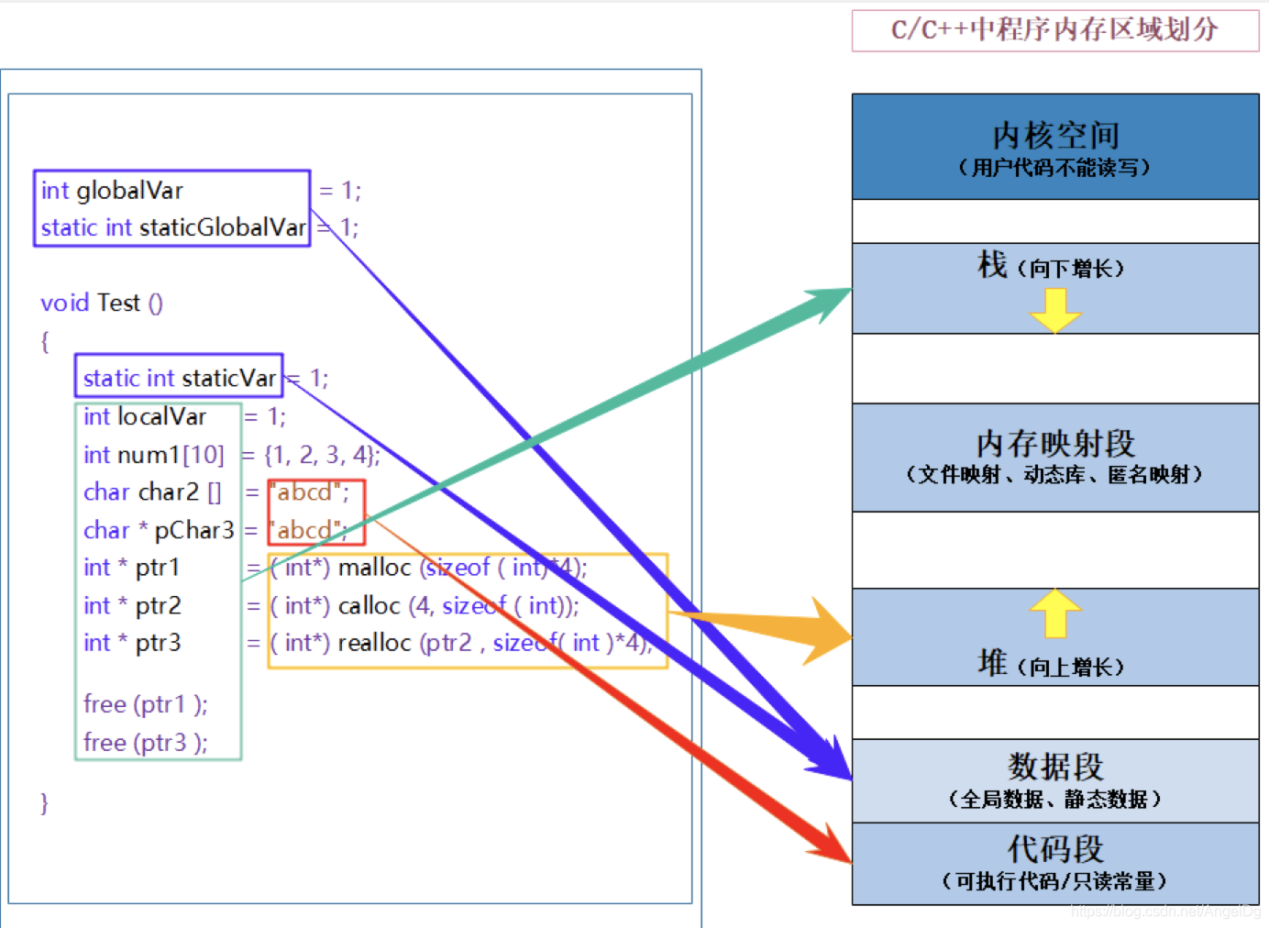 C/C++中程序内存区域划分
int globalVar = 1;
static int staticGlobalVar = 1;
void Test ()
{
static int staticVar = 1;
int localVar = 1;
int num1[10] = {1, 2, 3, 4};
char char2 [] = "abcd";
char * pChar3 = "abcd";
int * ptr1 = ( int*) malloc (sizeof ( int)*4);
int * ptr2 = ( int*) calloc (4, sizeof ( int));
int * ptr3 = ( int*) realloc (ptr2 , sizeof( int )*4);
free (ptr1 );
free (ptr3 );
}
内核空间
（用户代码不能读写）
栈（向下增长）
内存映射段
（文件映射、动态库、匿名映射）
堆（向上增长）
数据段
（全局数据、静态数据）
代码段
（可执行代码/只读常量）
https://blog.csdn.net/AngelDg